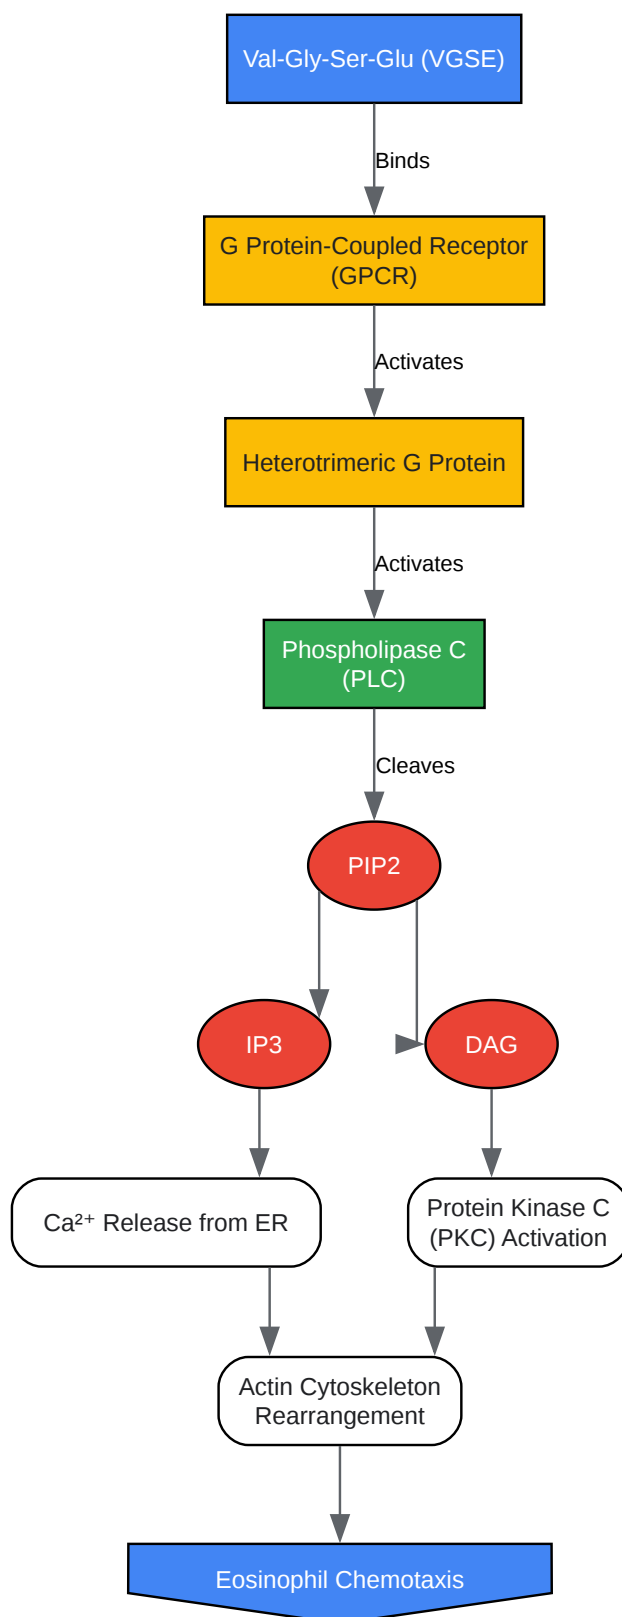 Val-Gly-Ser-Glu (VGSE)
Binds
G Protein-Coupled Receptor
(GPCR)
Activates
Heterotrimeric G Protein
Activates
Phospholipase C
(PLC)
Cleaves
PIP2
IP3
DAG
Ca²⁺ Release from ER
Protein Kinase C
(PKC) Activation
Actin Cytoskeleton
Rearrangement
Eosinophil Chemotaxis